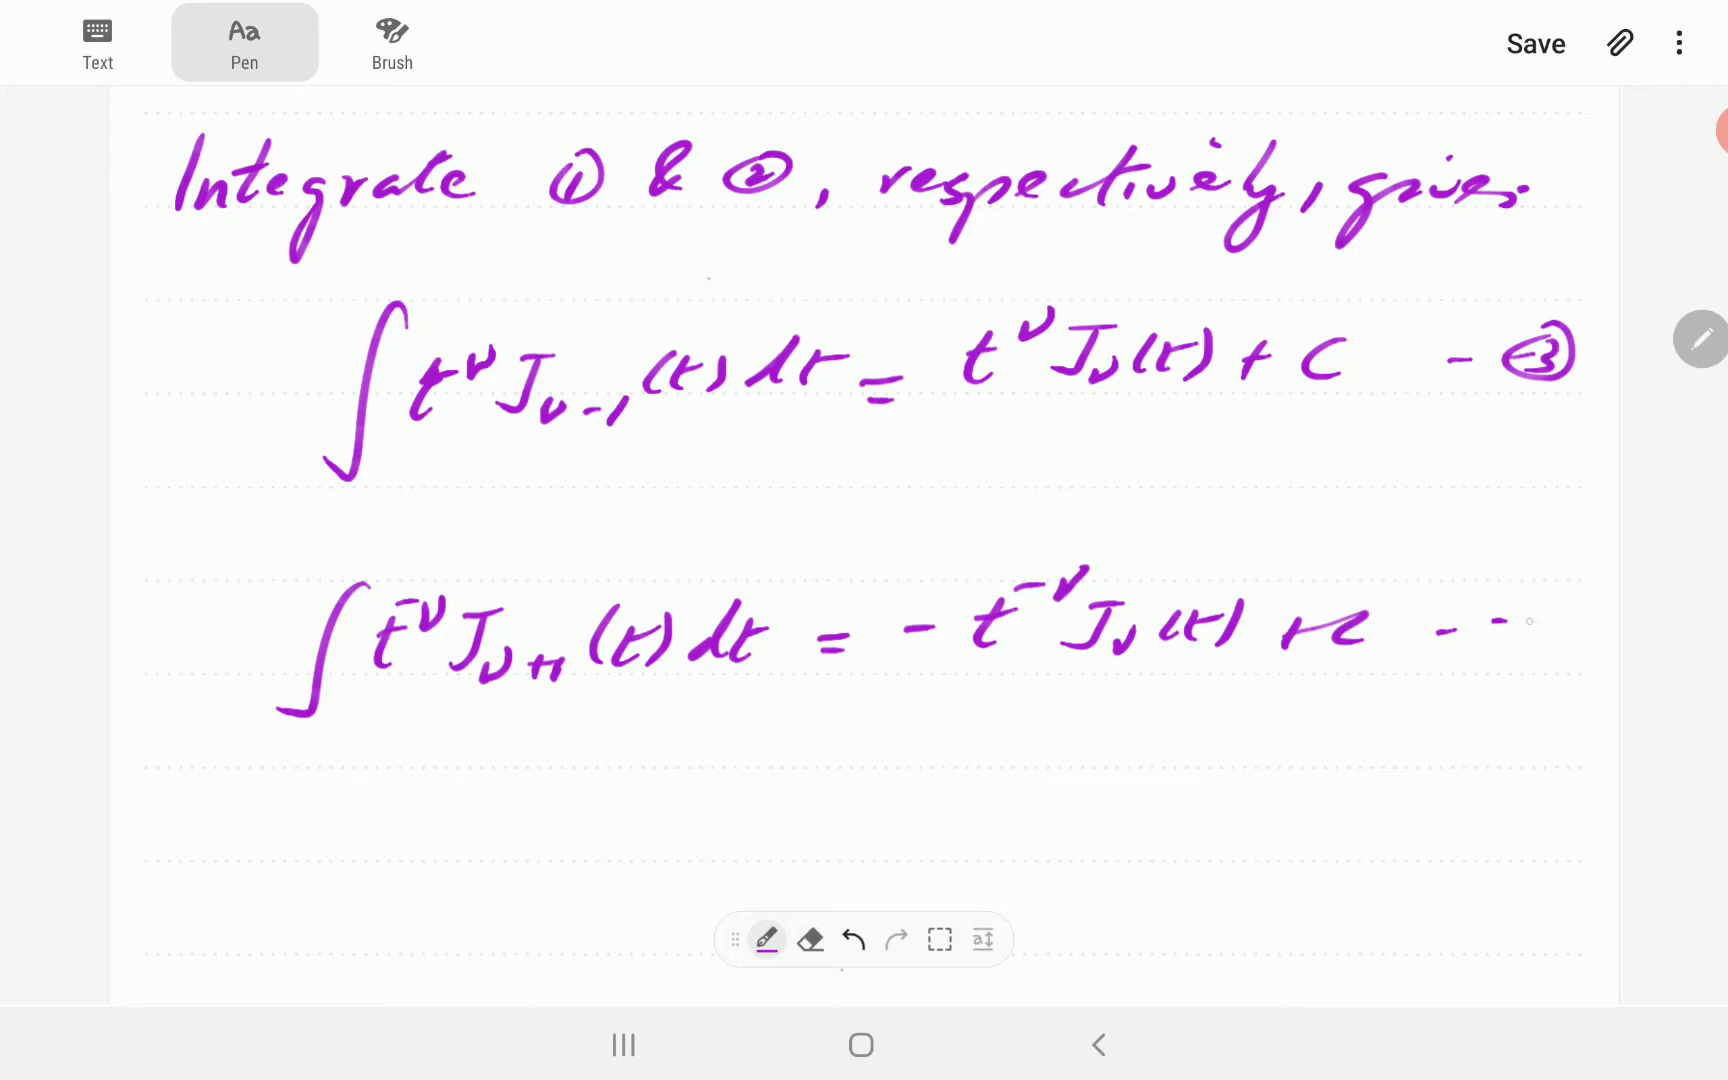 Text Pen Brush Save
Integrate ① & ②, respectively, gives
∫ t^ν J_{ν-1}(t) dt = t^ν J_ν(t) + C - ③
∫ t^{-ν} J_{ν+1}(t) dt = - t^{-ν} J_ν(t) + C - -